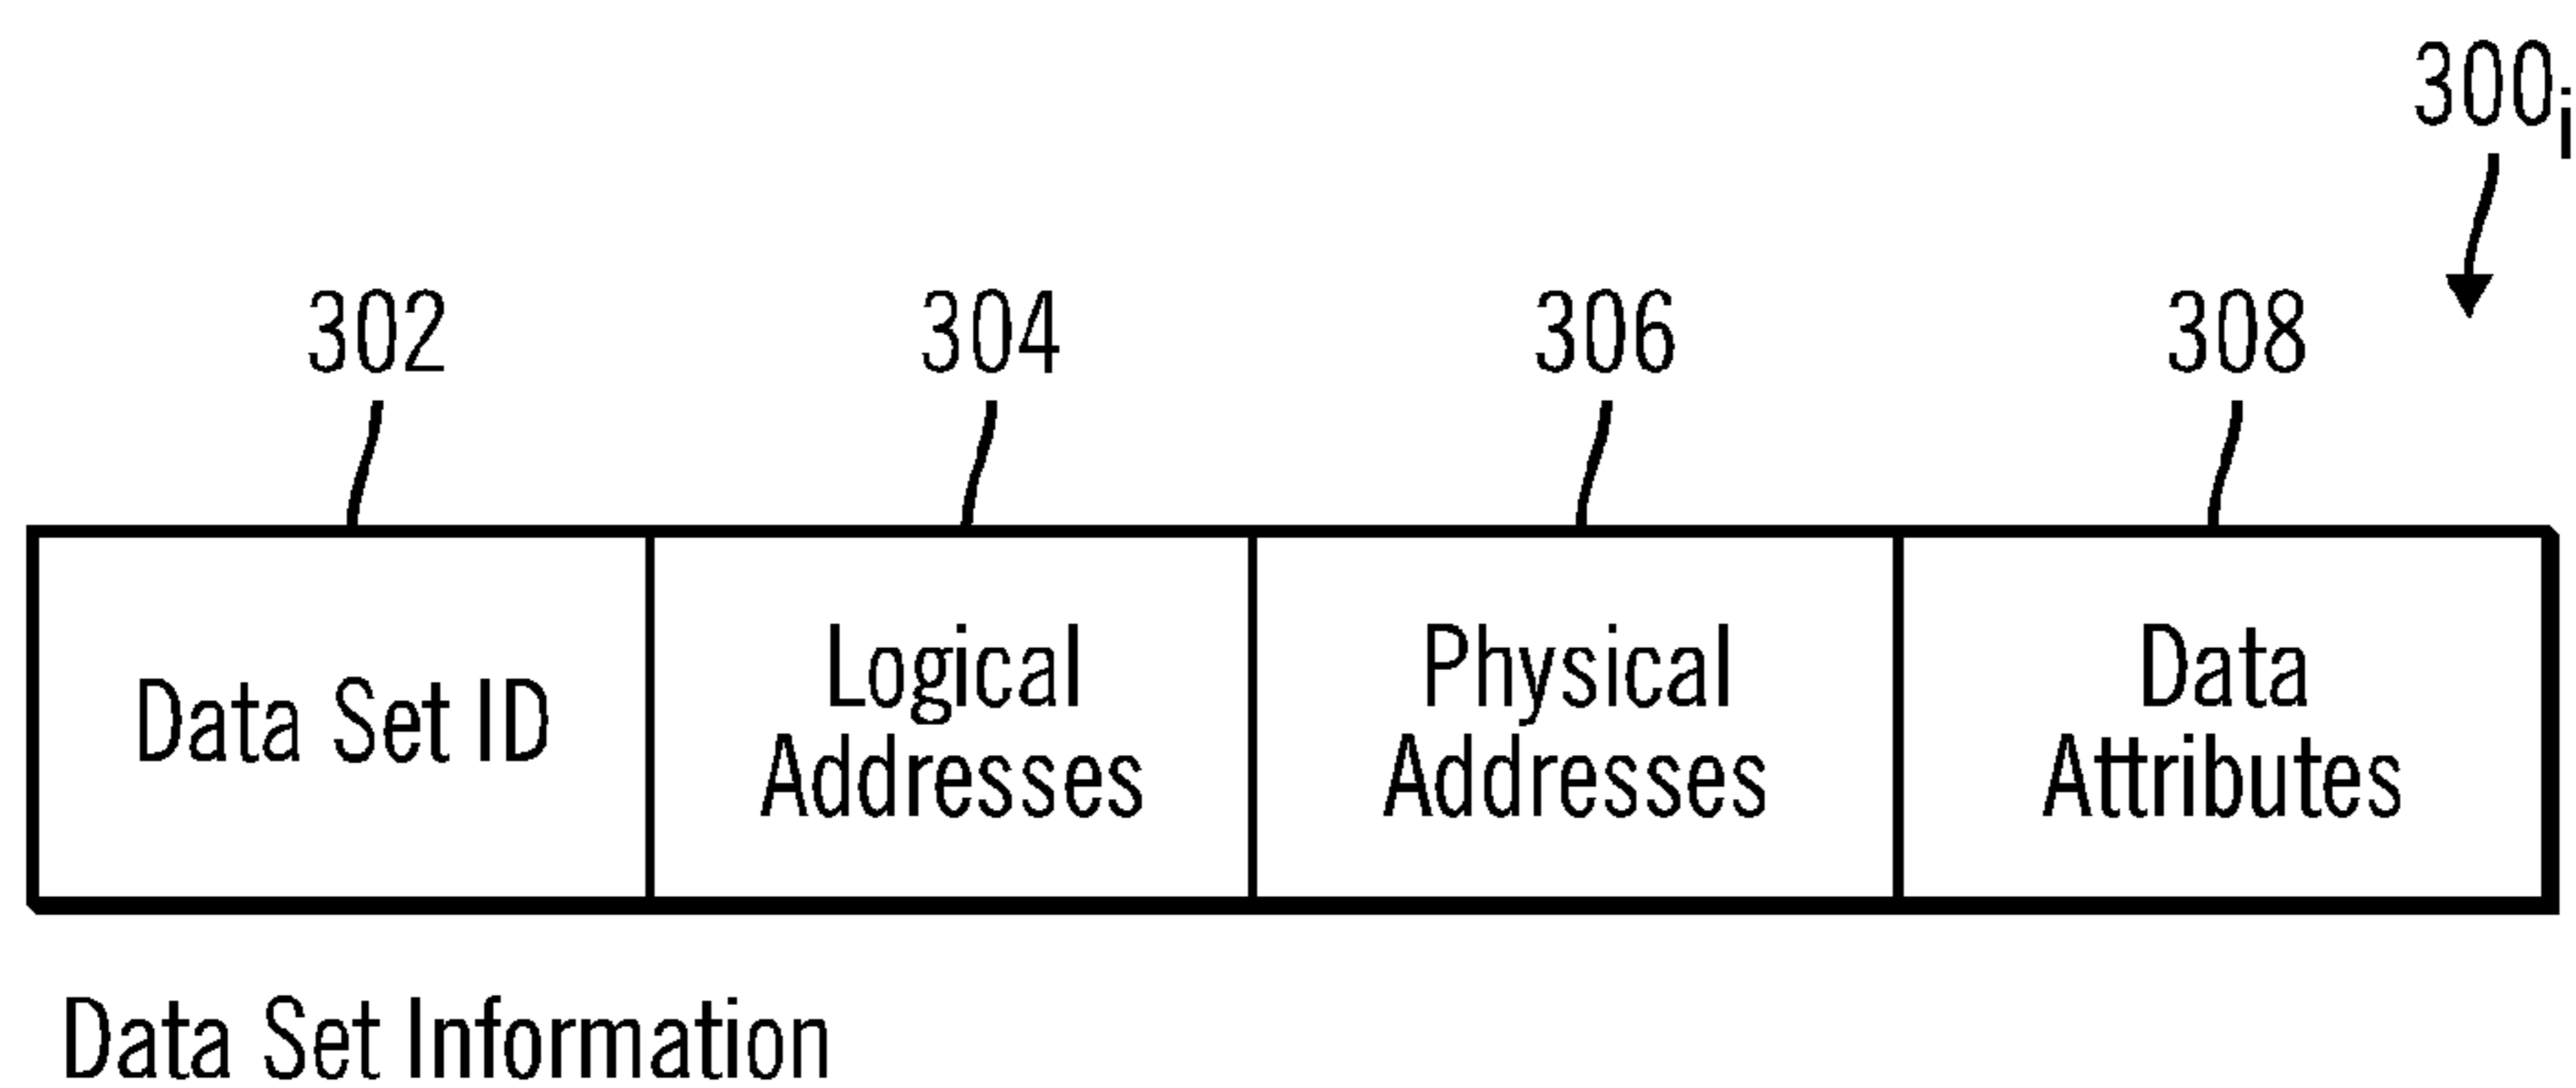 300i
302
304
306
308
Data Set ID
Logical
Addresses
Physical
Addresses
Data
Attributes
Data Set Information